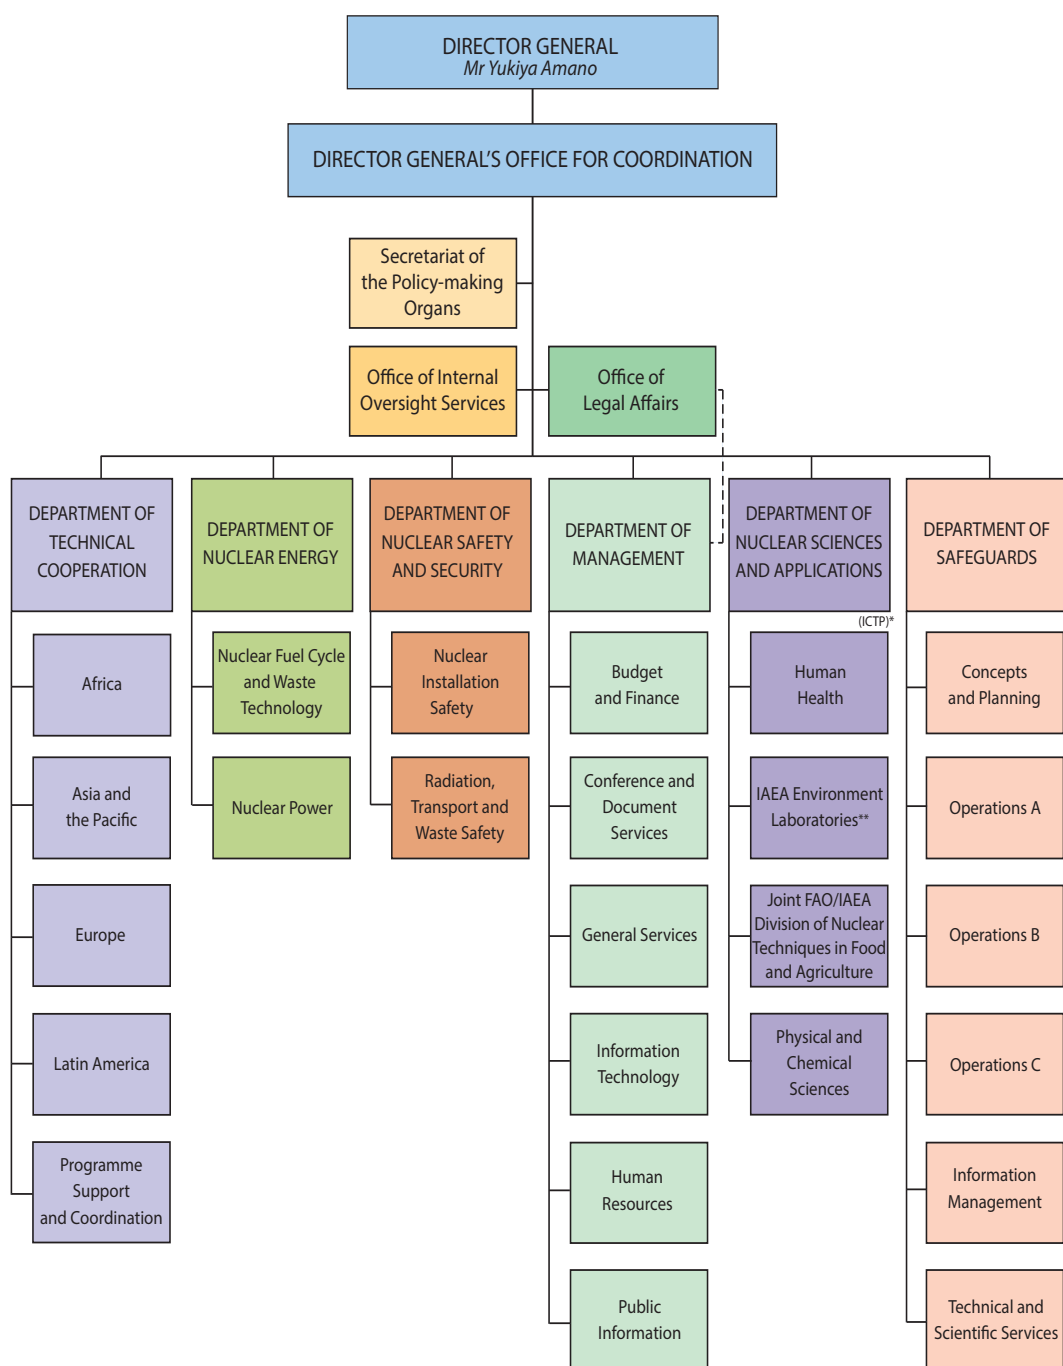 DIRECTOR GENERAL
Mr Yukiya Amano
DIRECTOR GENERAL'S OFFICE FOR COORDINATION
Secretariat of
the Policy-making
Organs
Office of Internal
Oversight Services
Office of
Legal Affairs
DEPARTMENT OF
TECHNICAL
COOPERATION
DEPARTMENT OF
NUCLEAR ENERGY
DEPARTMENT OF
NUCLEAR SAFETY
AND SECURITY
DEPARTMENT OF
MANAGEMENT
DEPARTMENT OF
NUCLEAR SCIENCES
AND APPLICATIONS
(ICTP)*
DEPARTMENT OF
SAFEGUARDS
Africa
Asia and
the Pacific
Europe
Latin America
Programme
Support
and Coordination
Nuclear Fuel Cycle
and Waste
Technology
Nuclear Power
Nuclear
Installation
Safety
Radiation,
Transport and
Waste Safety
Budget
and Finance
Conference and
Document
Services
General Services
Information
Technology
Human
Resources
Public
Information
Human
Health
IAEA Environment
Laboratories**
Joint FAO/IAEA
Division of Nuclear
Techniques in Food
and Agriculture
Physical and
Chemical
Sciences
Concepts
and Planning
Operations A
Operations B
Operations C
Information
Management
Technical and
Scientific Services